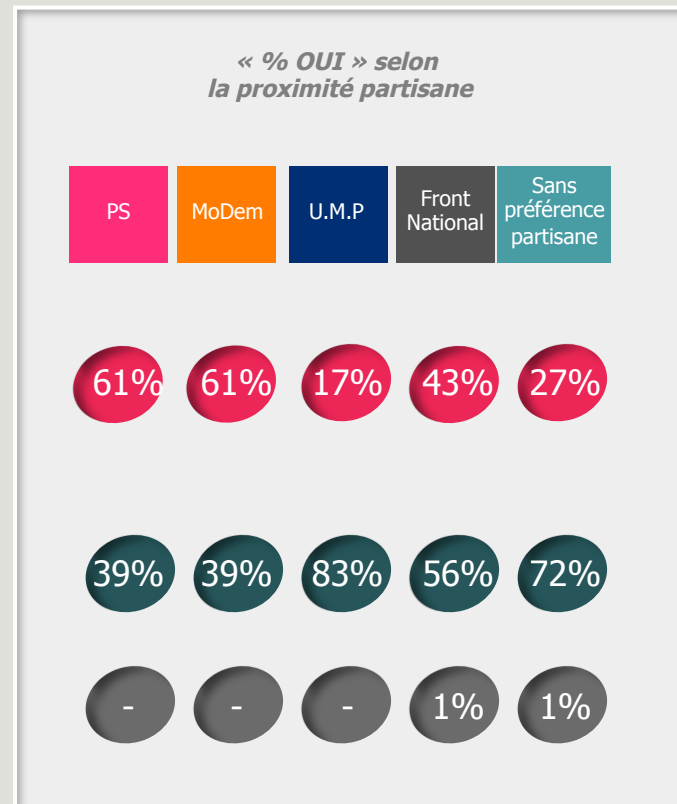 « % OUI » selon
la proximité partisane
PS
MoDem
U.M.P
Front
National
Sans
préférence
partisane
61% 61% 17% 43% 27%
39% 39% 83% 56% 72%
- - - 1% 1%